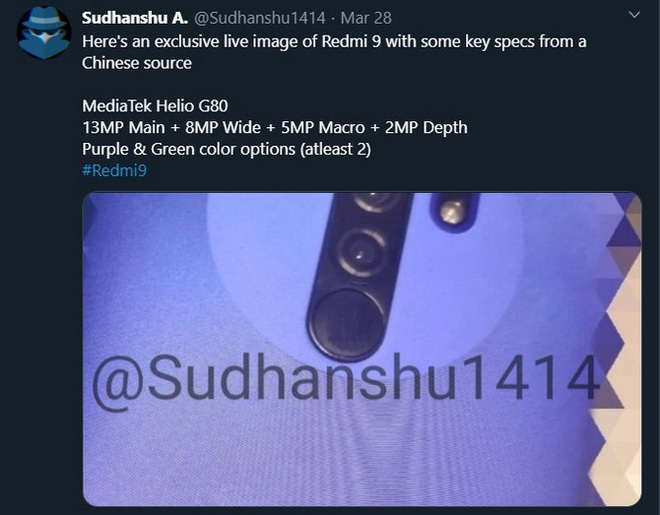 Sudhanshu A. @Sudhanshu1414 · Mar 28
Here's an exclusive live image of Redmi 9 with some key specs from a
Chinese source
MediaTek Helio G80
13MP Main + 8MP Wide + 5MP Macro + 2MP Depth
Purple & Green color options (atleast 2)
#Redmi9
@Sudhanshu1414